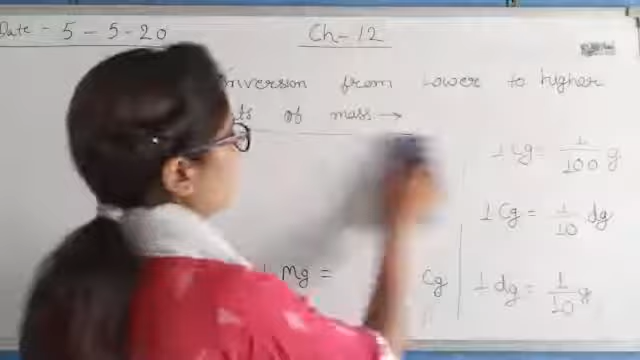 Date - 5 - 5 - 20
Ch-12
nversion from Lower to higher
ts of mass →
1 Cg = 1/100 g
1 Cg = 1/10 dg
1 Mg = Cg
1 dg = 1/10 g